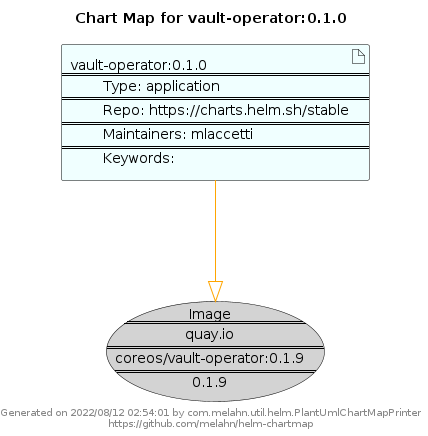 Chart Map for vault-operator:0.1.0
vault-operator:0.1.0
Type: application
Repo: https://charts.helm.sh/stable
Maintainers: mlaccetti
Keywords:
Image
quay.io
coreos/vault-operator:0.1.9
0.1.9
Generated on 2022/08/12 02:54:01 by com.melahn.util.helm.PlantUmlChartMapPrinter
https://github.com/melahn/helm-chartmap